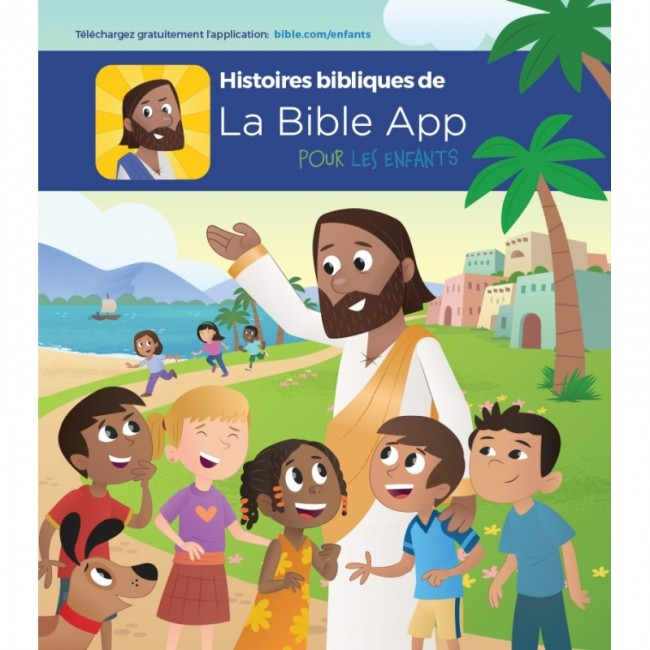 Téléchargez gratuitement l'application: bible.com/enfants
Histoires bibliques de
La Bible App
POUR LES ENFANTS